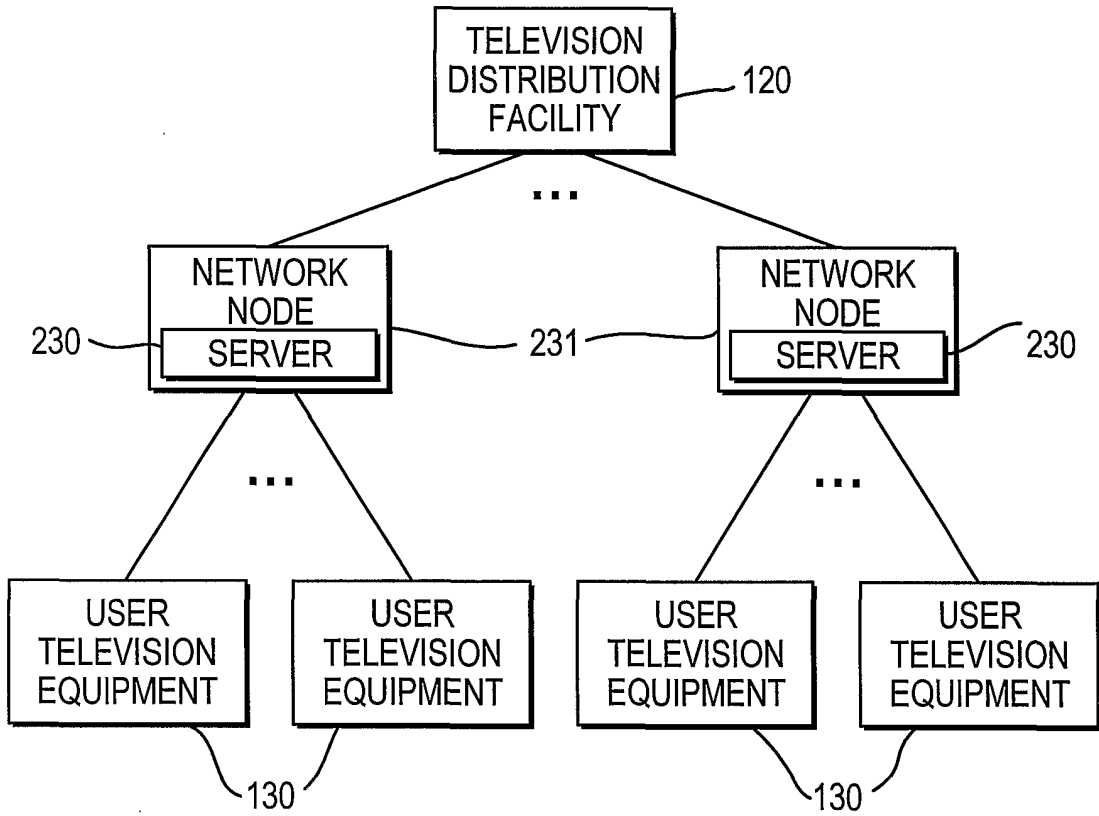 TELEVISION
DISTRIBUTION
FACILITY
120
...
NETWORK
NODE
SERVER
230
231
NETWORK
NODE
SERVER
230
...
...
USER
TELEVISION
EQUIPMENT
USER
TELEVISION
EQUIPMENT
USER
TELEVISION
EQUIPMENT
USER
TELEVISION
EQUIPMENT
130
130